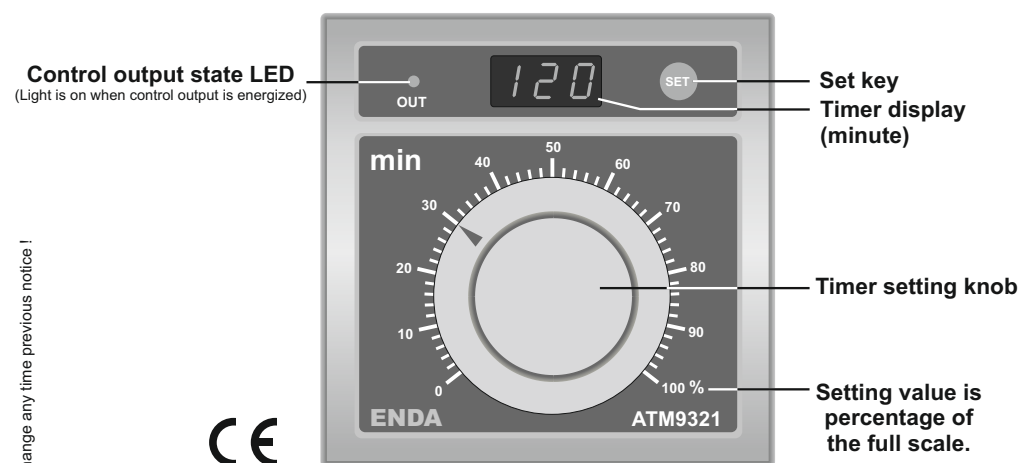 Control output state LED
(Light is on when control output is energized)
OUT
120
SET
Set key
Timer display
(minute)
min
0
10
20
30
40
50
60
70
80
90
100 %
Timer setting knob
Setting value is
percentage of
the full scale.
ENDA
ATM9321
CE
any time previous notice !